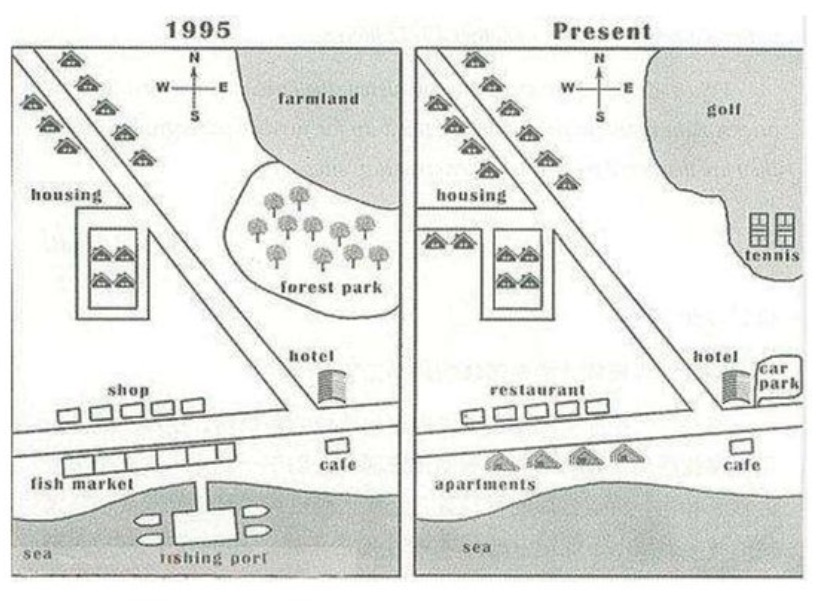 1995
N
W E
S
farmland
housing
forest park
hotel
shop
cafe
fish market
fishing port
sea
Present
N
W E
S
golf
housing
tennis
hotel
car
park
restaurant
cafe
apartments
sea